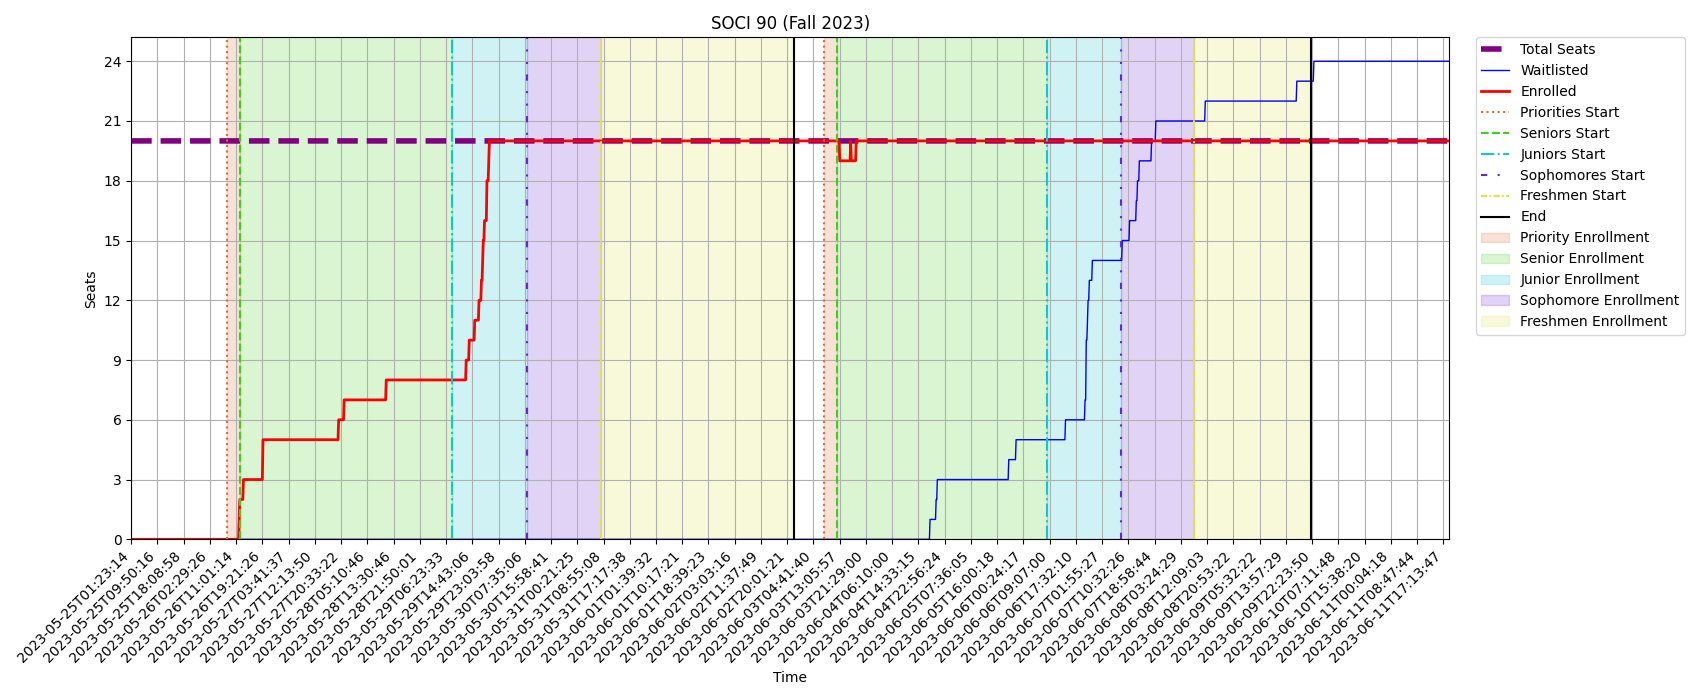 SOCI 90 (Fall 2023)
Seats
24
21
18
15
12
9
6
3
0
2023-05-25T01:23:14
2023-05-25T09:50:16
2023-05-25T18:08:58
2023-05-26T02:29:26
2023-05-26T11:01:14
2023-05-26T19:21:26
2023-05-27T03:41:37
2023-05-27T12:13:50
2023-05-27T20:33:22
2023-05-28T05:10:46
2023-05-28T13:30:46
2023-05-28T21:50:01
2023-05-29T06:23:33
2023-05-29T14:43:06
2023-05-29T23:03:58
2023-05-30T07:35:06
2023-05-30T15:58:41
2023-05-31T00:21:25
2023-05-31T08:55:08
2023-05-31T17:17:38
2023-06-01T01:39:32
2023-06-01T10:17:21
2023-06-01T18:39:23
2023-06-02T03:03:16
2023-06-02T11:37:49
2023-06-02T20:01:21
2023-06-03T04:41:40
2023-06-03T13:05:57
2023-06-03T21:29:00
2023-06-04T06:10:00
2023-06-04T14:33:15
2023-06-04T22:56:24
2023-06-05T07:36:05
2023-06-05T16:00:18
2023-06-06T00:24:17
2023-06-06T09:07:00
2023-06-06T17:32:10
2023-06-07T01:55:27
2023-06-07T10:32:26
2023-06-07T18:58:44
2023-06-08T03:24:29
2023-06-08T12:09:03
2023-06-08T20:53:22
2023-06-09T05:32:22
2023-06-09T13:57:29
2023-06-09T22:23:50
2023-06-10T07:11:48
2023-06-10T15:38:20
2023-06-11T00:04:18
2023-06-11T08:47:44
2023-06-11T17:13:47
Time
Total Seats
Waitlisted
Enrolled
Priorities Start
Seniors Start
Juniors Start
Sophomores Start
Freshmen Start
End
Priority Enrollment
Senior Enrollment
Junior Enrollment
Sophomore Enrollment
Freshmen Enrollment